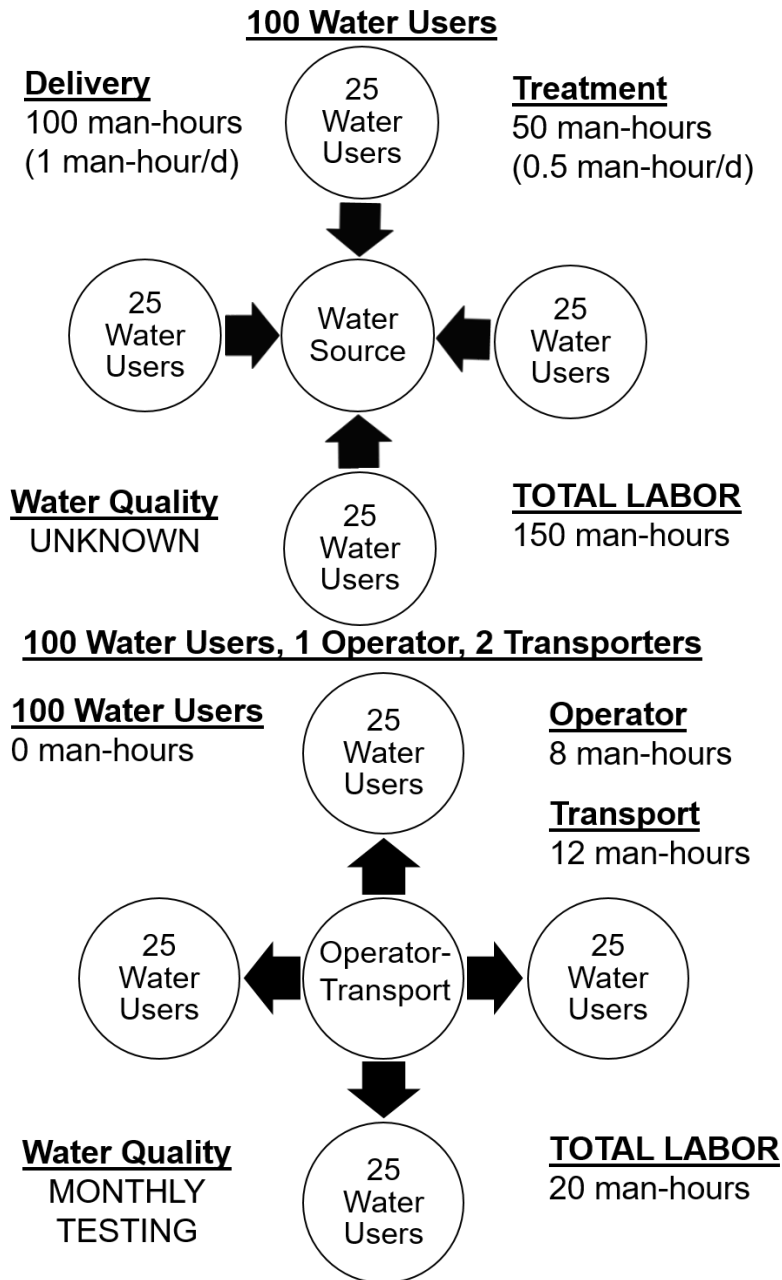 100 Water Users
Delivery
100 man-hours
(1 man-hour/d)
25
Water
Users
Treatment
50 man-hours
(0.5 man-hour/d)
25
Water
Users
Water
Source
25
Water
Users
Water Quality
UNKNOWN
25
Water
Users
TOTAL LABOR
150 man-hours
100 Water Users, 1 Operator, 2 Transporters
100 Water Users
0 man-hours
25
Water
Users
Operator
8 man-hours
Transport
12 man-hours
25
Water
Users
Operator-
Transport
25
Water
Users
Water Quality
MONTHLY
TESTING
25
Water
Users
TOTAL LABOR
20 man-hours